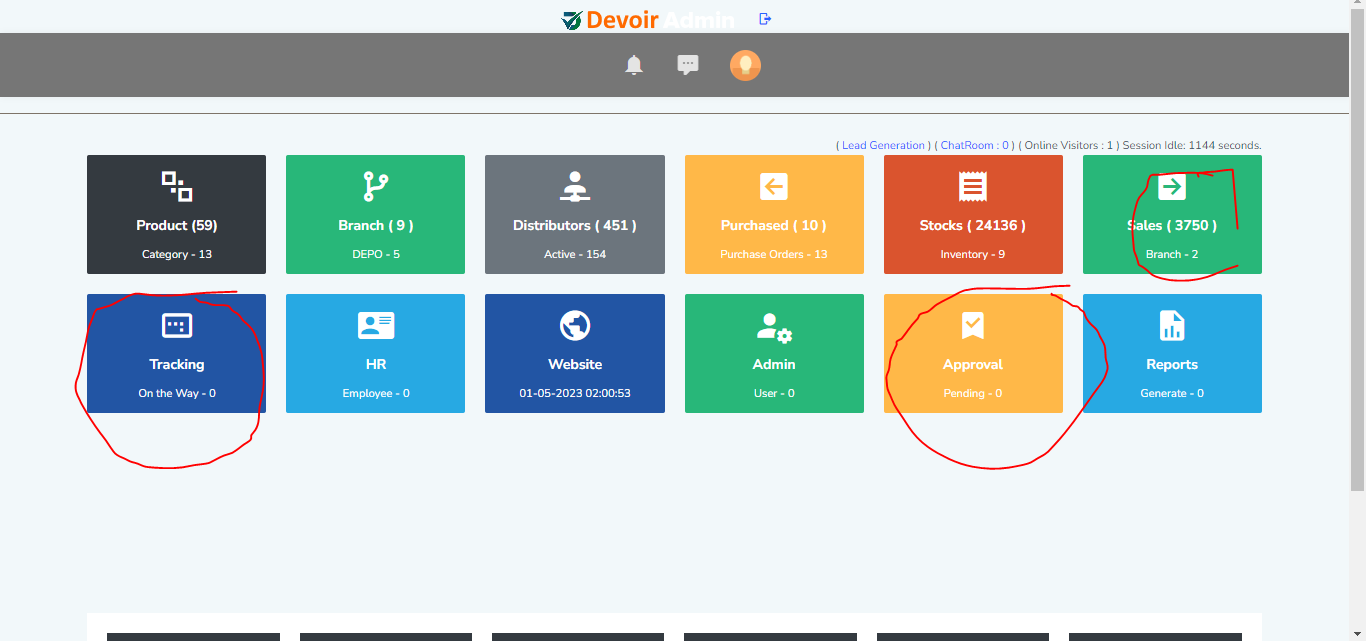 Devoir Admin
( Lead Generation ) ( ChatRoom : 0 ) ( Online Visitors : 1 ) Session Idle: 1144 seconds.
Product (59)
Category - 13
Branch ( 9 )
DEPO - 5
Distributors ( 451 )
Active - 154
Purchased ( 10 )
Purchase Orders - 13
Stocks ( 24136 )
Inventory - 9
Sales ( 3750 )
Branch - 2
Tracking
On the Way - 0
HR
Employee - 0
Website
01-05-2023 02:00:53
Admin
User - 0
Approval
Pending - 0
Reports
Generate - 0